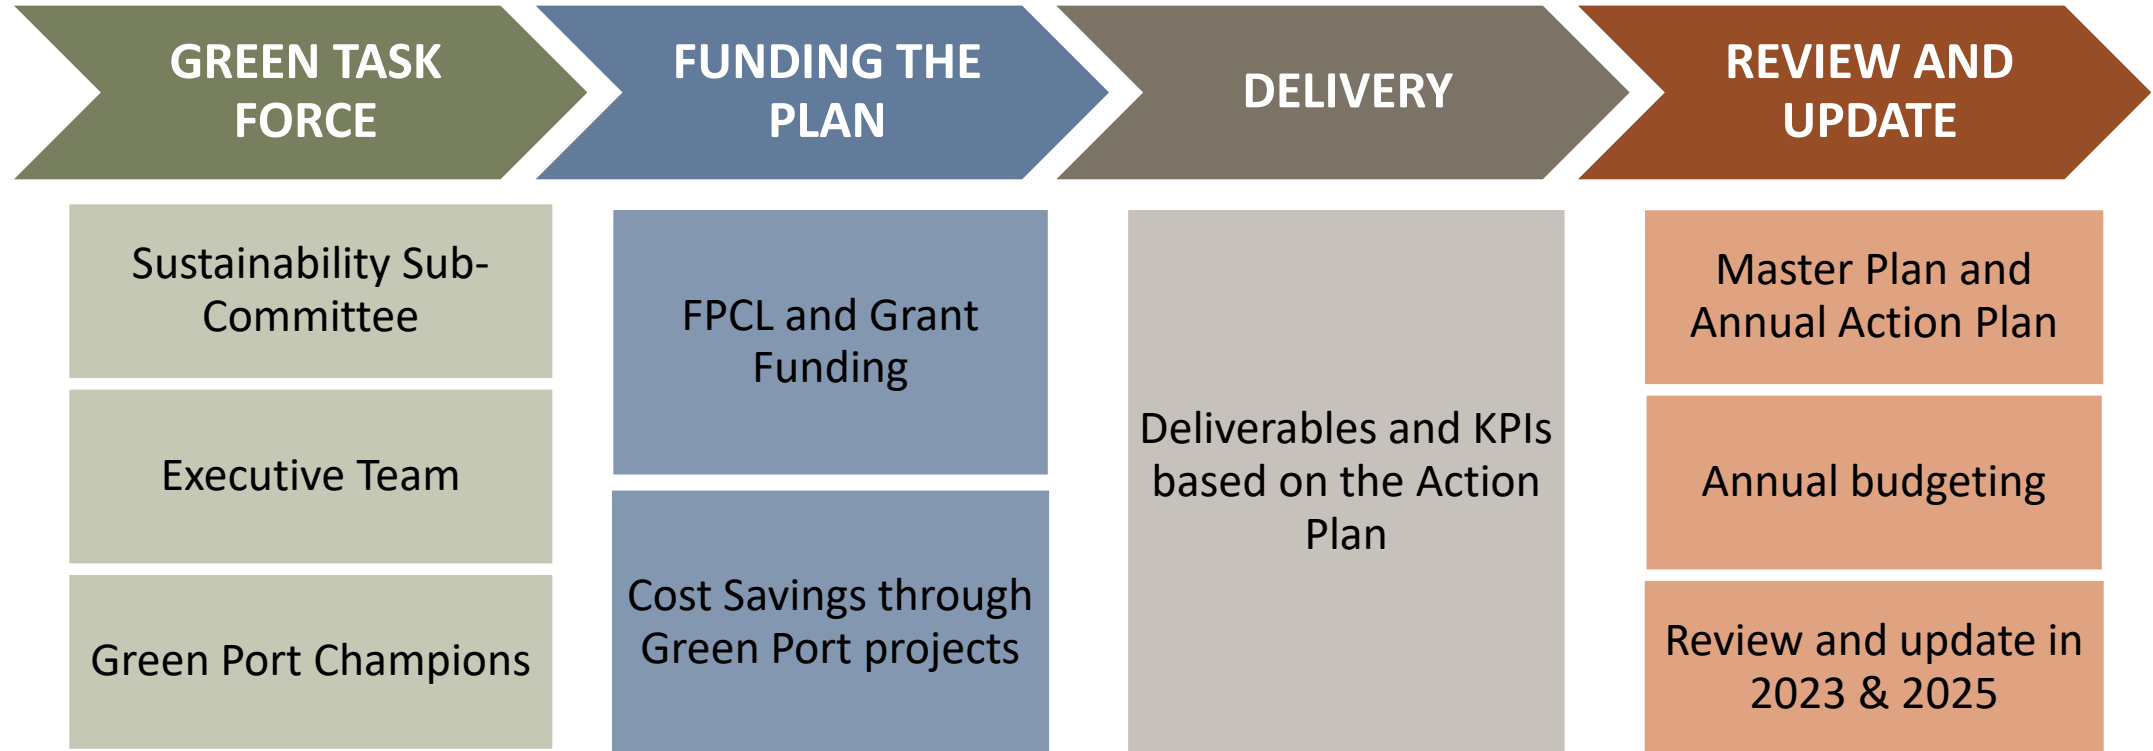 GREEN TASK
FORCE
FUNDING THE
PLAN
DELIVERY
REVIEW AND
UPDATE
Sustainability Sub-
Committee
Executive Team
Green Port Champions
FPCL and Grant
Funding
Cost Savings through
Green Port projects
Deliverables and KPIs
based on the Action
Plan
Master Plan and
Annual Action Plan
Annual budgeting
Review and update in
2023 & 2025